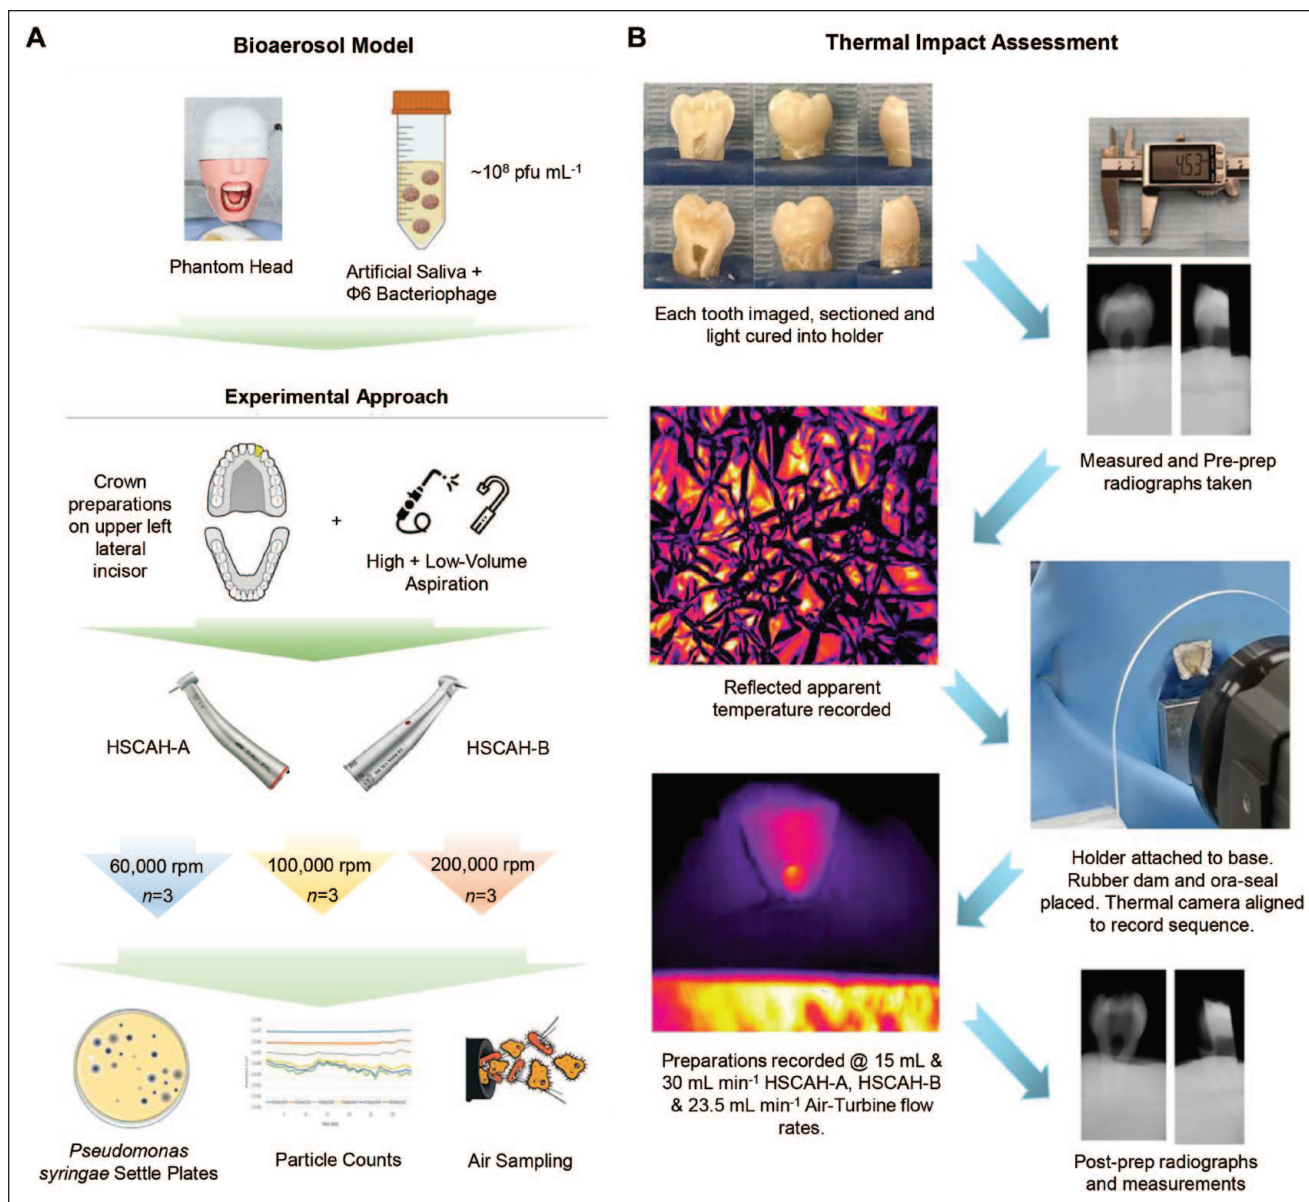 A
Bioaerosol Model
Phantom Head
~10⁸ pfu mL⁻¹
Artificial Saliva +
Φ6 Bacteriophage
Experimental Approach
Crown
preparations
on upper left
lateral
incisor
+
High + Low-Volume
Aspiration
HSCAH-A
HSCAH-B
60,000 rpm
n=3
100,000 rpm
n=3
200,000 rpm
n=3
Pseudomonas
syringae Settle Plates
Particle Counts
Air Sampling
B
Thermal Impact Assessment
Each tooth imaged, sectioned and
light cured into holder
4.53
Measured and Pre-prep
radiographs taken
Reflected apparent
temperature recorded
Holder attached to base.
Rubber dam and ora-seal
placed. Thermal camera aligned
to record sequence.
Preparations recorded @ 15 mL &
30 mL min⁻¹ HSCAH-A, HSCAH-B
& 23.5 mL min⁻¹ Air-Turbine flow
rates.
Post-prep radiographs
and measurements